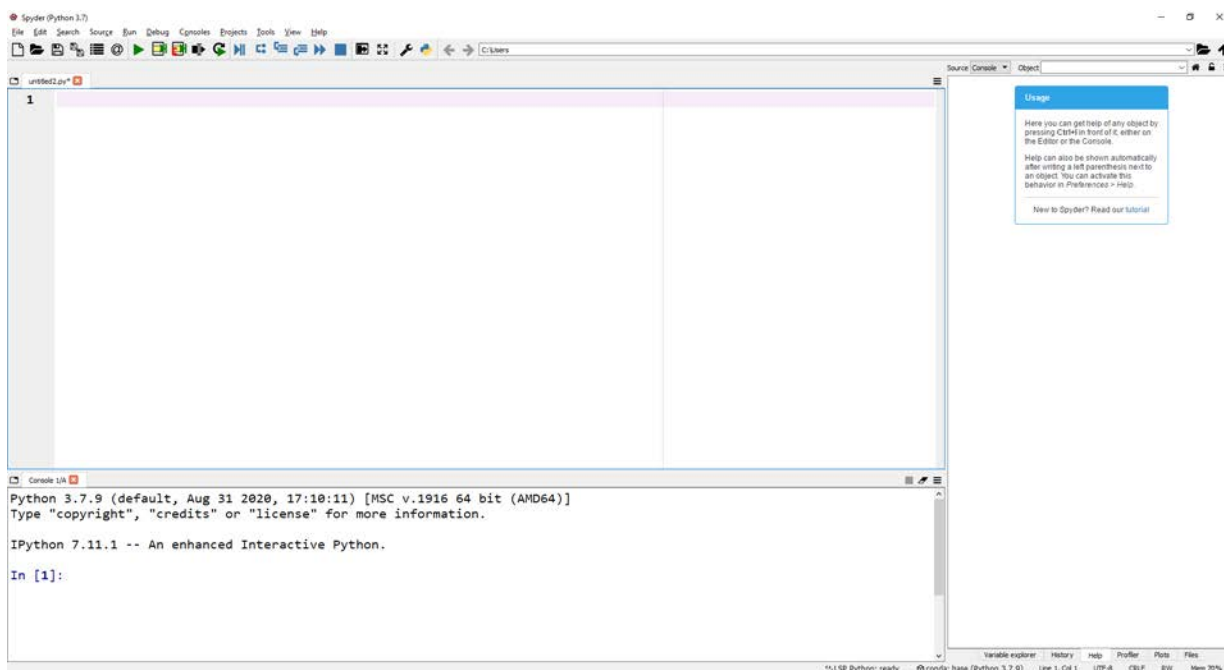 Spyder (Python 3.7)
File Edit Search Source Run Debug Consoles Projects Tools View Help
C:\Users
Source Console Object
untitled2.py*
1
Usage
Here you can get help of any object by
pressing Ctrl+I in front of it, either on
the Editor or the Console.
Help can also be shown automatically
after writing a left parenthesis next to
an object. You can activate this
behavior in Preferences > Help.
New to Spyder? Read our tutorial
Console 1/A
Python 3.7.9 (default, Aug 31 2020, 17:10:11) [MSC v.1916 64 bit (AMD64)]
Type "copyright", "credits" or "license" for more information.
IPython 7.11.1 -- An enhanced Interactive Python.
In [1]:
Variable explorer History Help Profiler Plots Files
LSP Python: ready conda: base (Python 3.7.9) Line 1, Col 1 UTF-8 CRLF RW Mem 70%